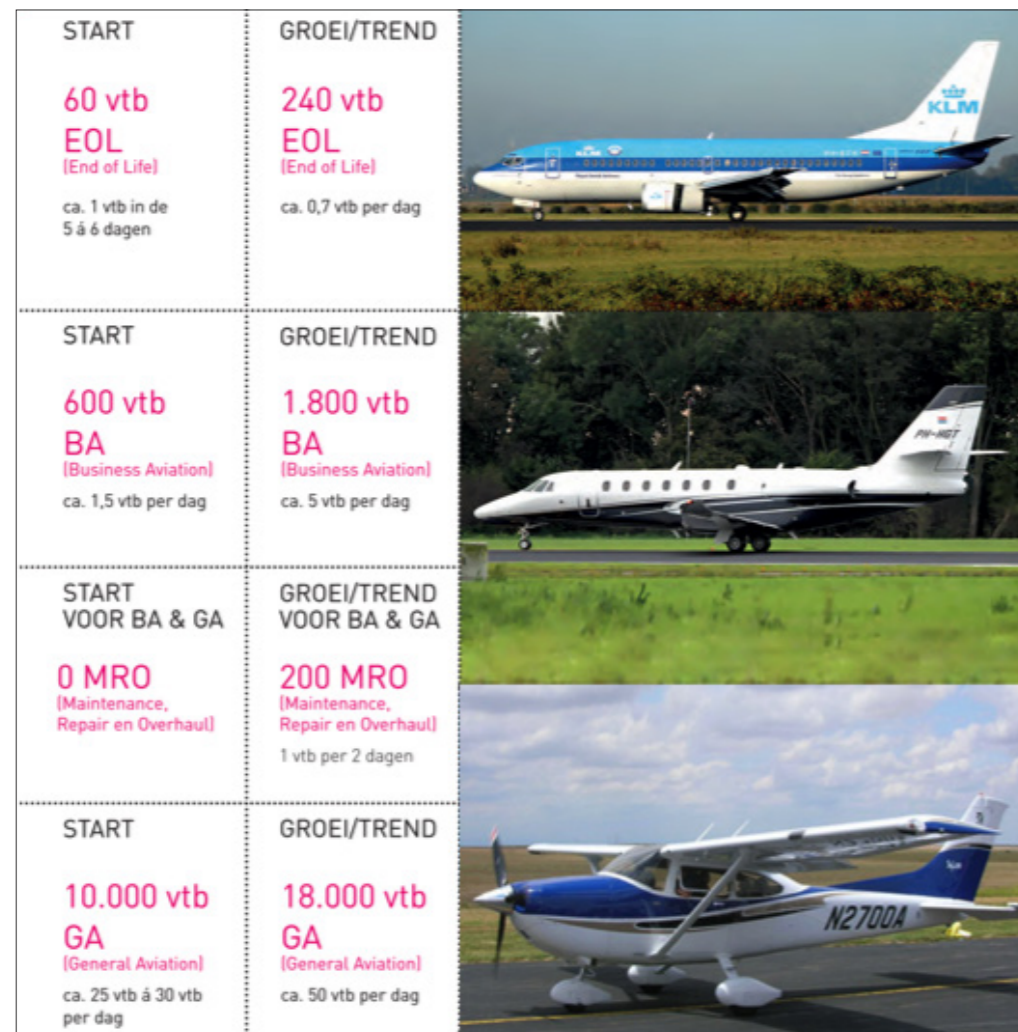 START
60 vtb
EOL
(End of Life)
ca. 1 vtb in de
5 á 6 dagen
GROEI/TREND
240 vtb
EOL
(End of Life)
ca. 0,7 vtb per dag
KLM
KLM
START
600 vtb
BA
(Business Aviation)
ca. 1,5 vtb per dag
GROEI/TREND
1.800 vtb
BA
(Business Aviation)
ca. 5 vtb per dag
PH-HGT
START
VOOR BA & GA
0 MRO
(Maintenance,
Repair en Overhaul)
GROEI/TREND
VOOR BA & GA
200 MRO
(Maintenance,
Repair en Overhaul)
1 vtb per 2 dagen
START
10.000 vtb
GA
(General Aviation)
ca. 25 vtb á 30 vtb
per dag
GROEI/TREND
18.000 vtb
GA
(General Aviation)
ca. 50 vtb per dag
N2700A